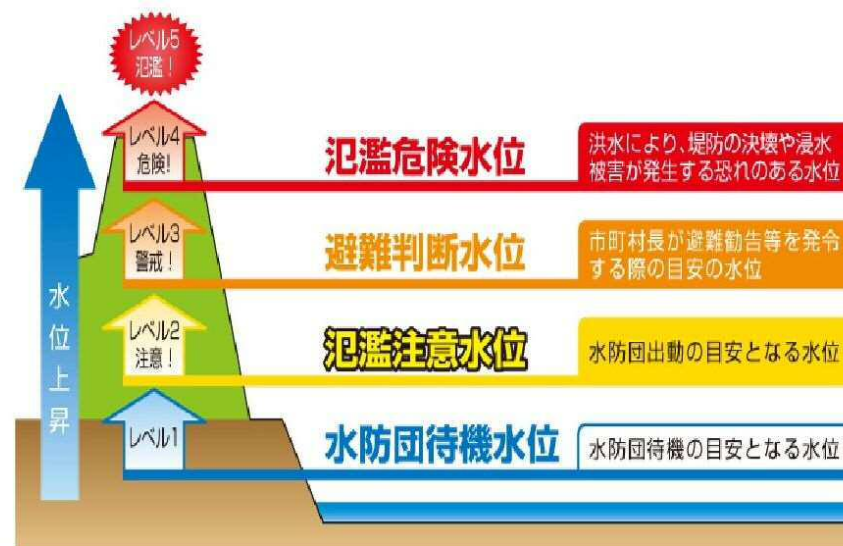 レベル5
氾濫!
レベル4
危険!
氾濫危険水位
洪水により、堤防の決壊や浸水
被害が発生する恐れのある水位
レベル3
警戒!
避難判断水位
市町村長が避難勧告等を発令
する際の目安の水位
レベル2
注意!
氾濫注意水位
水防団出動の目安となる水位
レベル1
水防団待機水位
水防団待機の目安となる水位
水位上昇